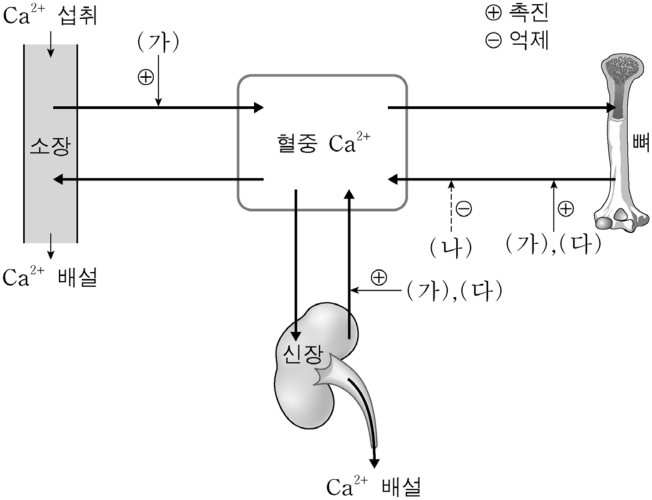 Ca²⁺ 섭취
⊕ 촉진
⊖ 억제
(가)
⊕
소장
혈중 Ca²⁺
뼈
⊖
⊕
(나)
(가),(다)
Ca²⁺ 배설
⊕
(가),(다)
신장
Ca²⁺ 배설